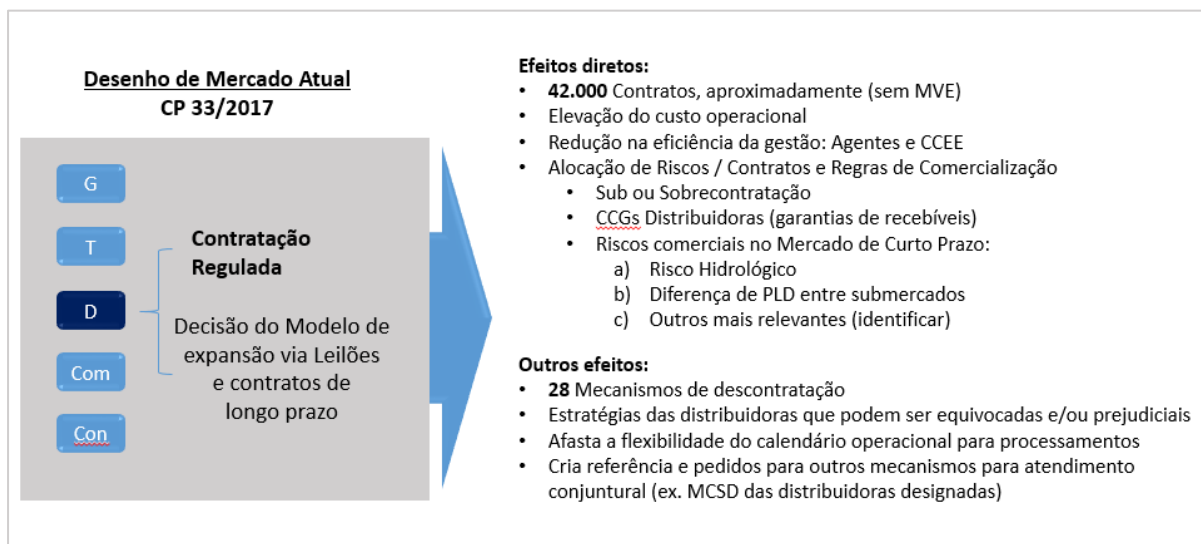 Desenho de Mercado Atual
CP 33/2017
G
T
D
Com
Con
Contratação
Regulada
Decisão do Modelo de
expansão via Leilões
e contratos de
longo prazo
Efeitos diretos:
• 42.000 Contratos, aproximadamente (sem MVE)
• Elevação do custo operacional
• Redução na eficiência da gestão: Agentes e CCEE
• Alocação de Riscos / Contratos e Regras de Comercialização
• Sub ou Sobrecontratação
• CCGs Distribuidoras (garantias de recebíveis)
• Riscos comerciais no Mercado de Curto Prazo:
a) Risco Hidrológico
b) Diferença de PLD entre submercados
c) Outros mais relevantes (identificar)
Outros efeitos:
• 28 Mecanismos de descontratação
• Estratégias das distribuidoras que podem ser equivocadas e/ou prejudiciais
• Afasta a flexibilidade do calendário operacional para processamentos
• Cria referência e pedidos para outros mecanismos para atendimento
conjuntural (ex. MCSD das distribuidoras designadas)